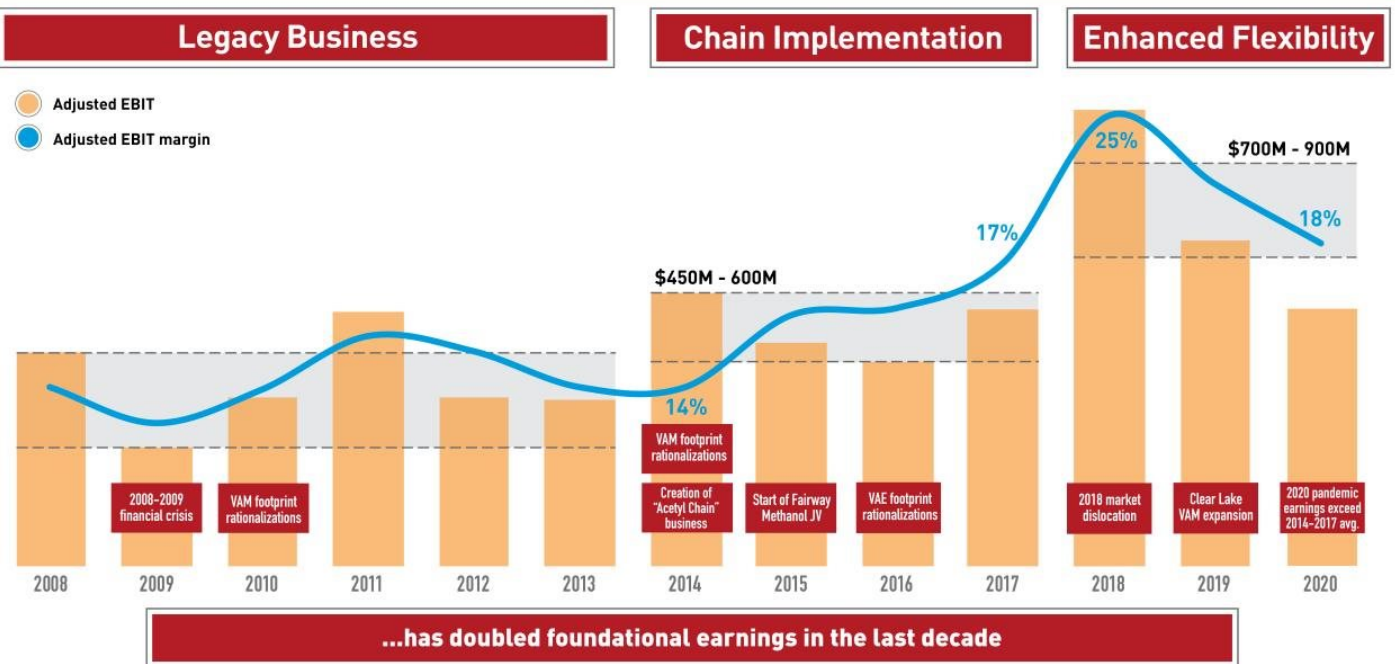 Legacy Business
Chain Implementation
Enhanced Flexibility
Adjusted EBIT
Adjusted EBIT margin
25%
$700M - 900M
18%
17%
$450M - 600M
14%
2008-2009
financial crisis
VAM footprint
rationalizations
VAM footprint
rationalizations
Creation of
"Acetyl Chain"
business
Start of Fairway
Methanol JV
VAE footprint
rationalizations
2018 market
dislocation
Clear Lake
VAM expansion
2020 pandemic
earnings exceed
2014-2017 avg.
2008
2009
2010
2011
2012
2013
2014
2015
2016
2017
2018
2019
2020
...has doubled foundational earnings in the last decade